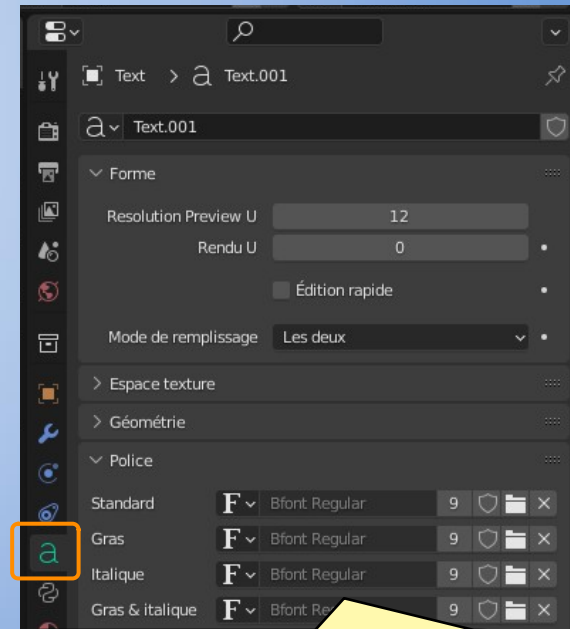 Text > a Text.001
a Text.001
Forme
Resolution Preview U 12
Rendu U 0
Édition rapide
Mode de remplissage Les deux
Espace texture
Géométrie
Police
Standard F Bfont Regular 9
Gras F Bfont Regular 9
Italique F Bfont Regular 9
Gras & italique F Bfont 9
a